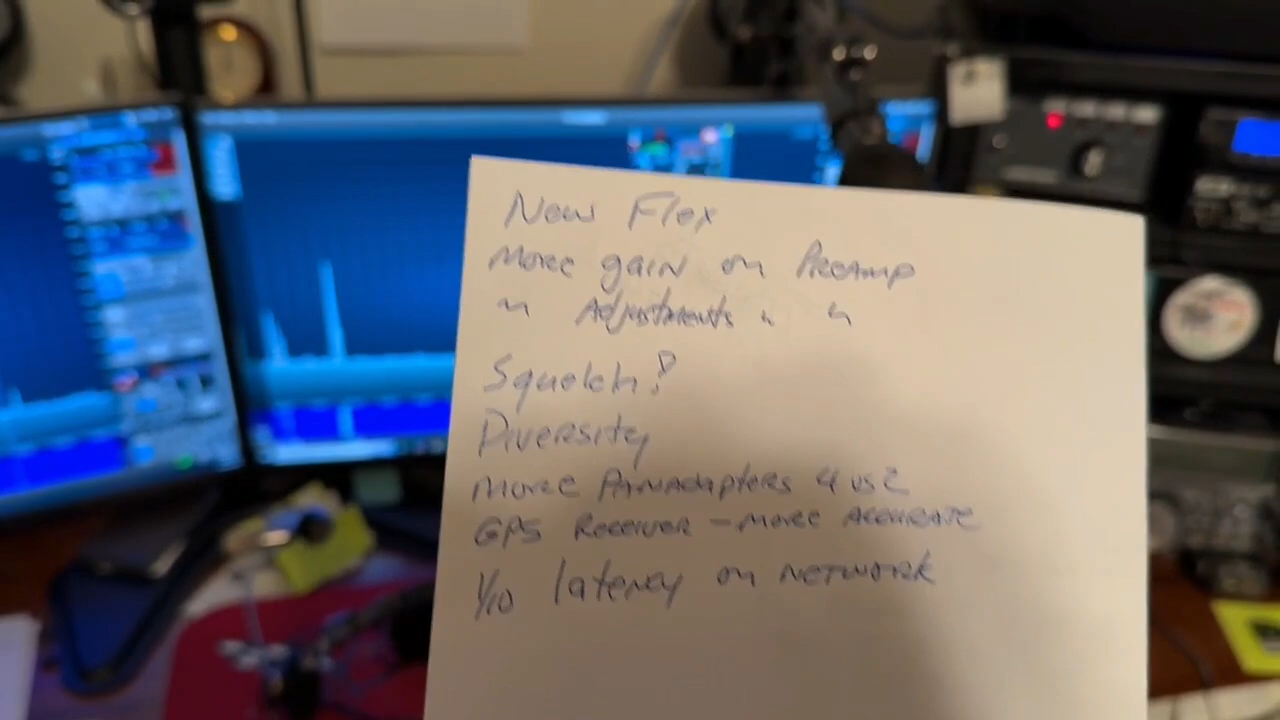 New Flex
More gain on Preamp
" Adjustments " "
Squelch?
Diversity
More Panadapters 4 vs 2
GPS Receiver - More Accurate
1/10 latency on Network